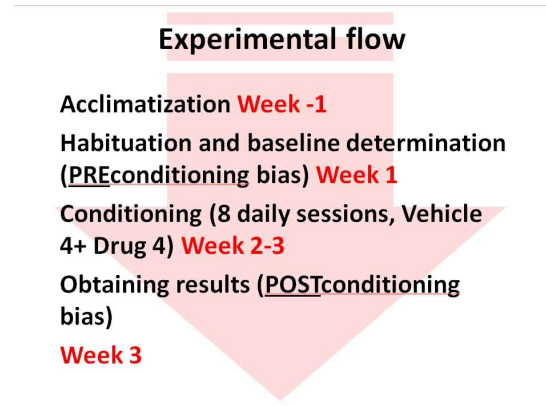 Experimental flow
Acclimatization Week -1
Habituation and baseline determination
(PREconditioning bias) Week 1
Conditioning (8 daily sessions, Vehicle
4+ Drug 4) Week 2-3
Obtaining results (POSTconditioning
bias)
Week 3